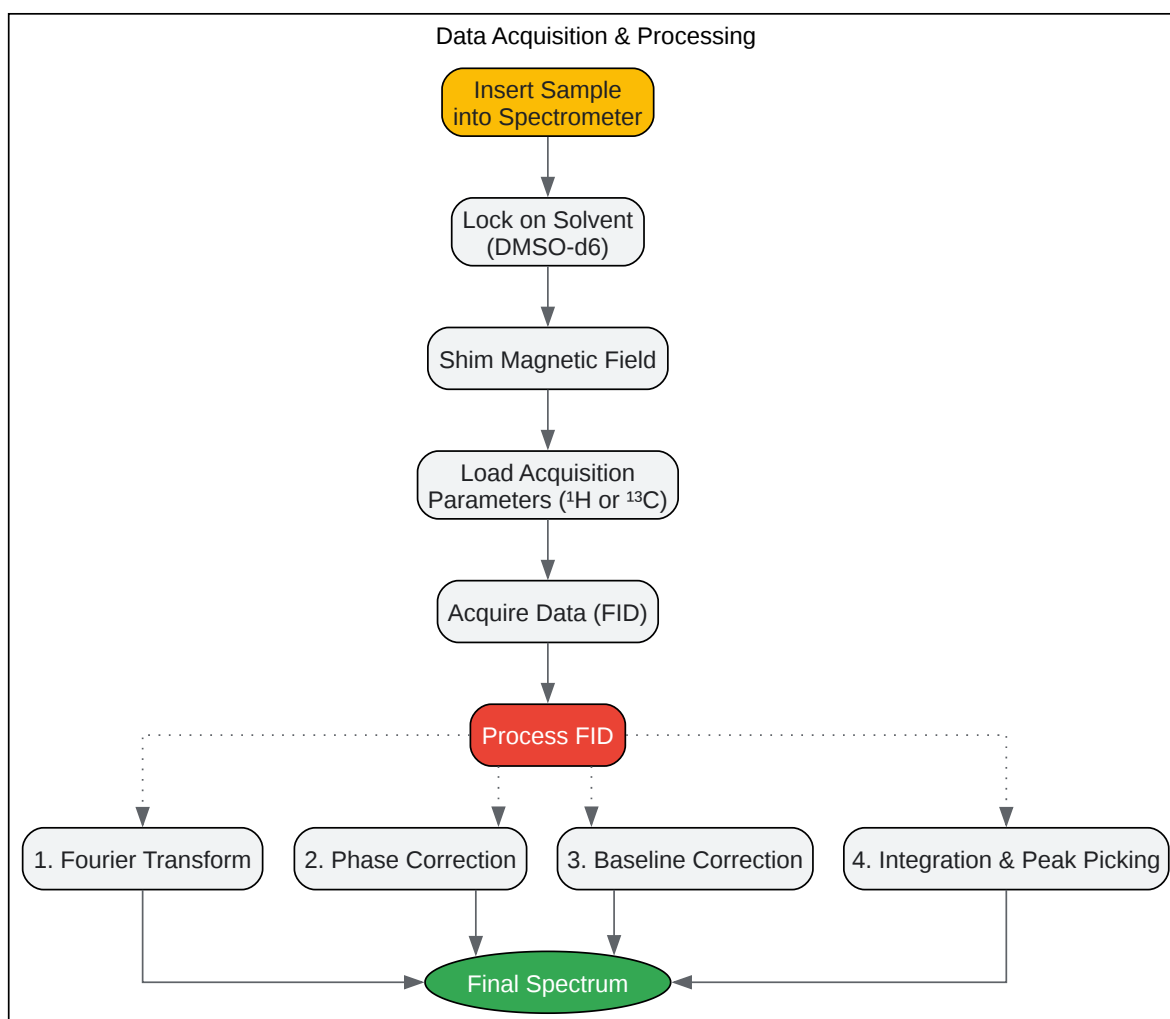 Data Acquisition & Processing
Insert Sample
into Spectrometer
Lock on Solvent
(DMSO-d6)
Shim Magnetic Field
Load Acquisition
Parameters (¹H or ¹³C)
Acquire Data (FID)
Process FID
1. Fourier Transform
2. Phase Correction
3. Baseline Correction
4. Integration & Peak Picking
Final Spectrum